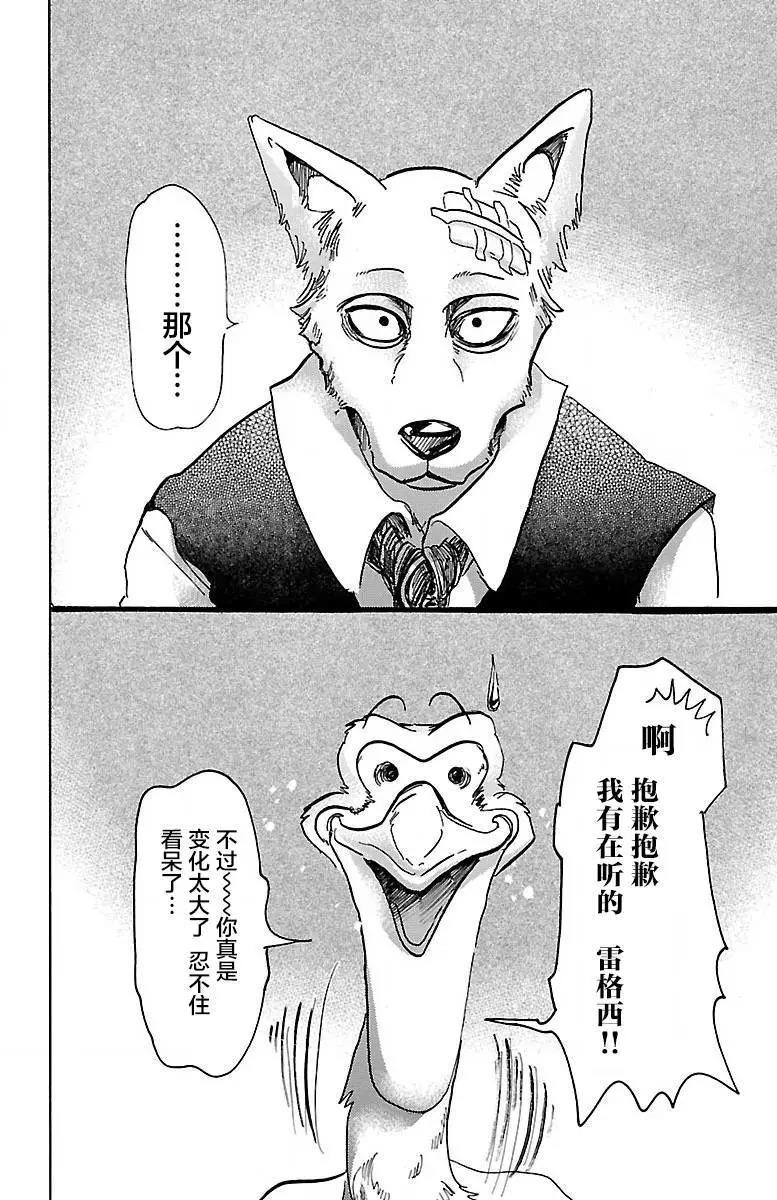 ………那个…
啊
抱歉抱歉
我有在听的　雷格西!!
不过~~~你真是
变化太大了　忍不住
看呆了…